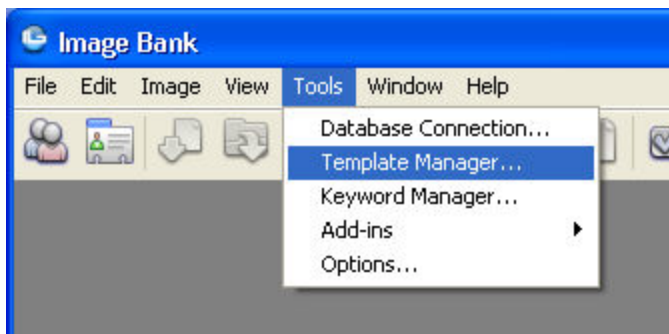 Image Bank
File Edit Image View Tools Window Help
Database Connection...
Template Manager...
Keyword Manager...
Add-ins
Options...